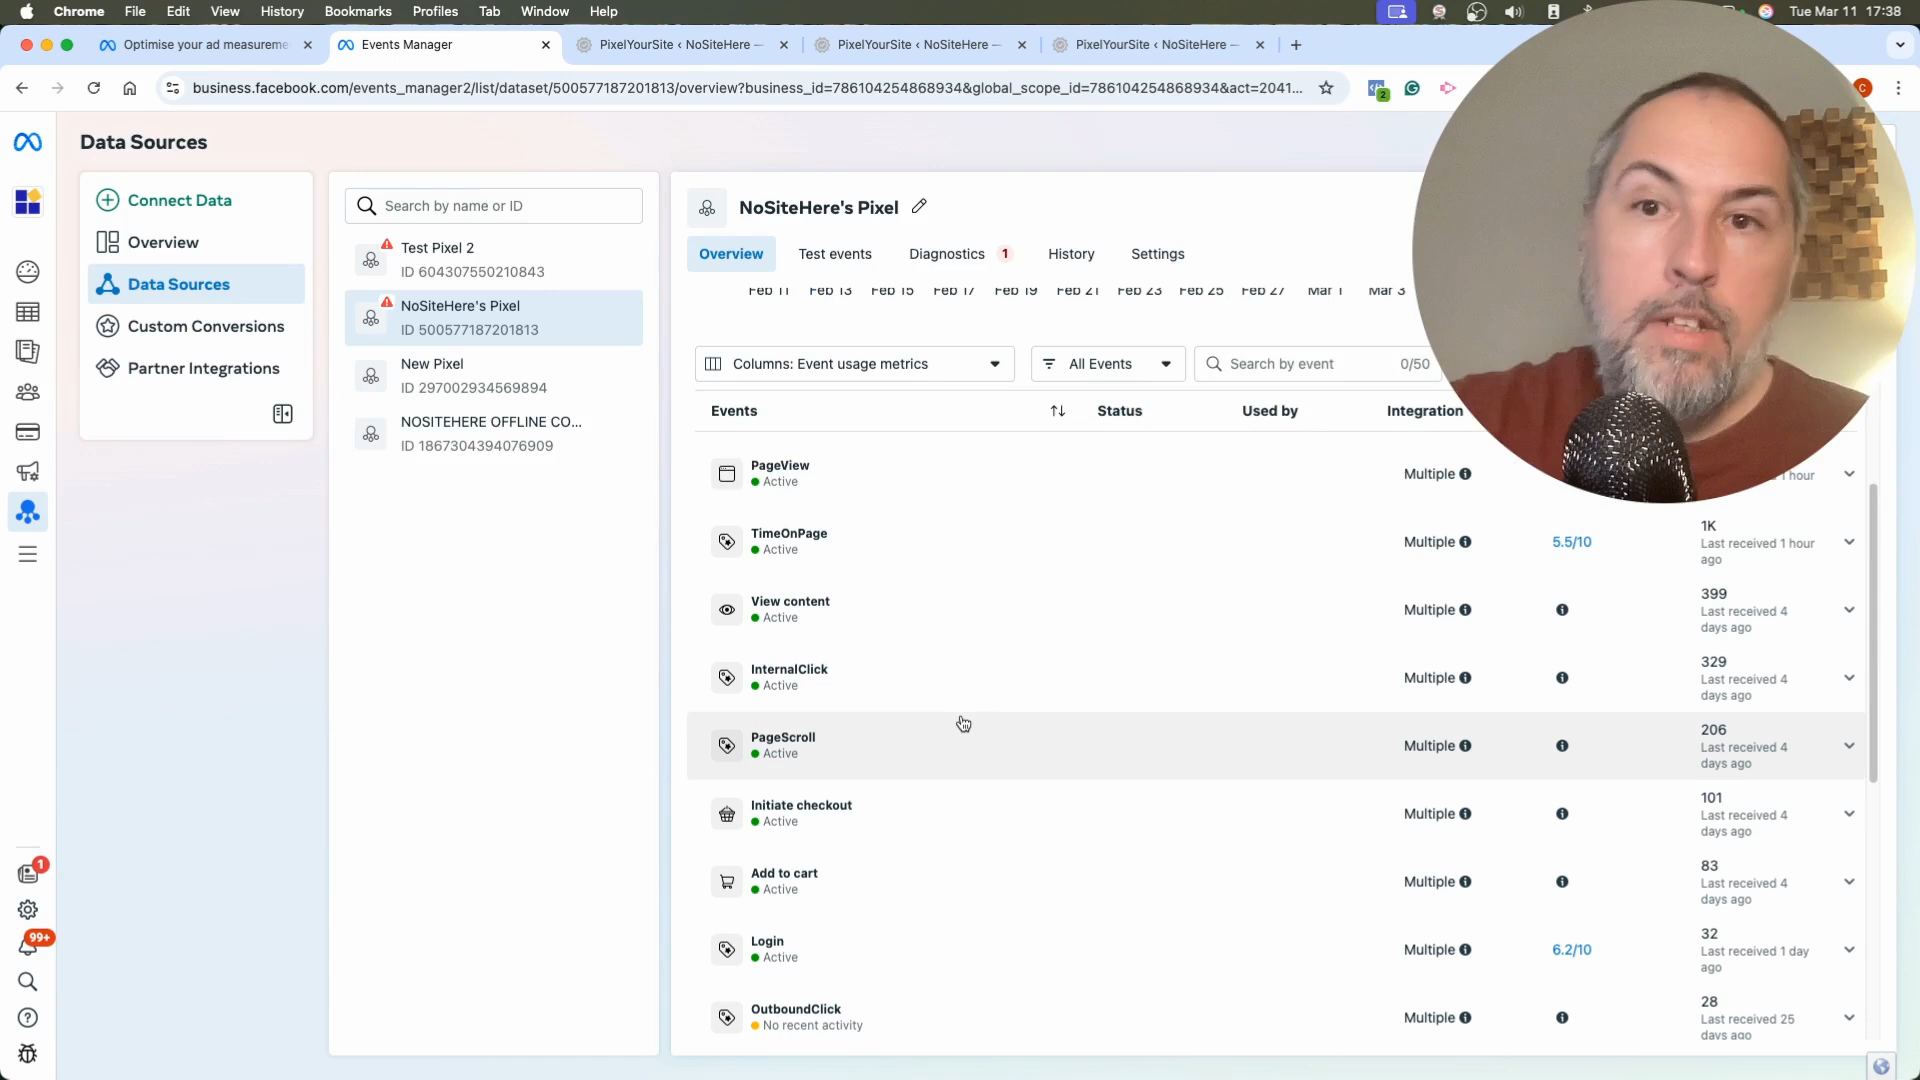 Chrome File Edit View History Bookmarks Profiles Tab Window Help Tue Mar 11 17:38
Optimise your ad measureme
Events Manager
PixelYourSite ‹ NoSiteHere —
PixelYourSite ‹ NoSiteHere —
PixelYourSite ‹ NoSiteHere —
business.facebook.com/events_manager2/list/dataset/500577187201813/overview?business_id=786104254868934&global_scope_id=786104254868934&act=2041...
2
C
Data Sources
Connect Data
Overview
Data Sources
Custom Conversions
Partner Integrations
1
99+
Search by name or ID
Test Pixel 2
ID 604307550210843
NoSiteHere's Pixel
ID 500577187201813
New Pixel
ID 297002934569894
NOSITEHERE OFFLINE CO...
ID 1867304394076909
NoSiteHere's Pixel
Overview Test events Diagnostics 1 History Settings
Feb 11 Feb 13 Feb 15 Feb 17 Feb 19 Feb 21 Feb 23 Feb 25 Feb 27 Mar 1 Mar 3
Columns: Event usage metrics
All Events
Search by event 0/50
Events Status Used by Integration
PageView
Active
Multiple
1 hour
TimeOnPage
Active
Multiple
5.5/10
1K
Last received 1 hour
ago
View content
Active
Multiple
399
Last received 4
days ago
InternalClick
Active
Multiple
329
Last received 4
days ago
PageScroll
Active
Multiple
206
Last received 4
days ago
Initiate checkout
Active
Multiple
101
Last received 4
days ago
Add to cart
Active
Multiple
83
Last received 4
days ago
Login
Active
Multiple
6.2/10
32
Last received 1 day
ago
OutboundClick
No recent activity
Multiple
28
Last received 25
days ago